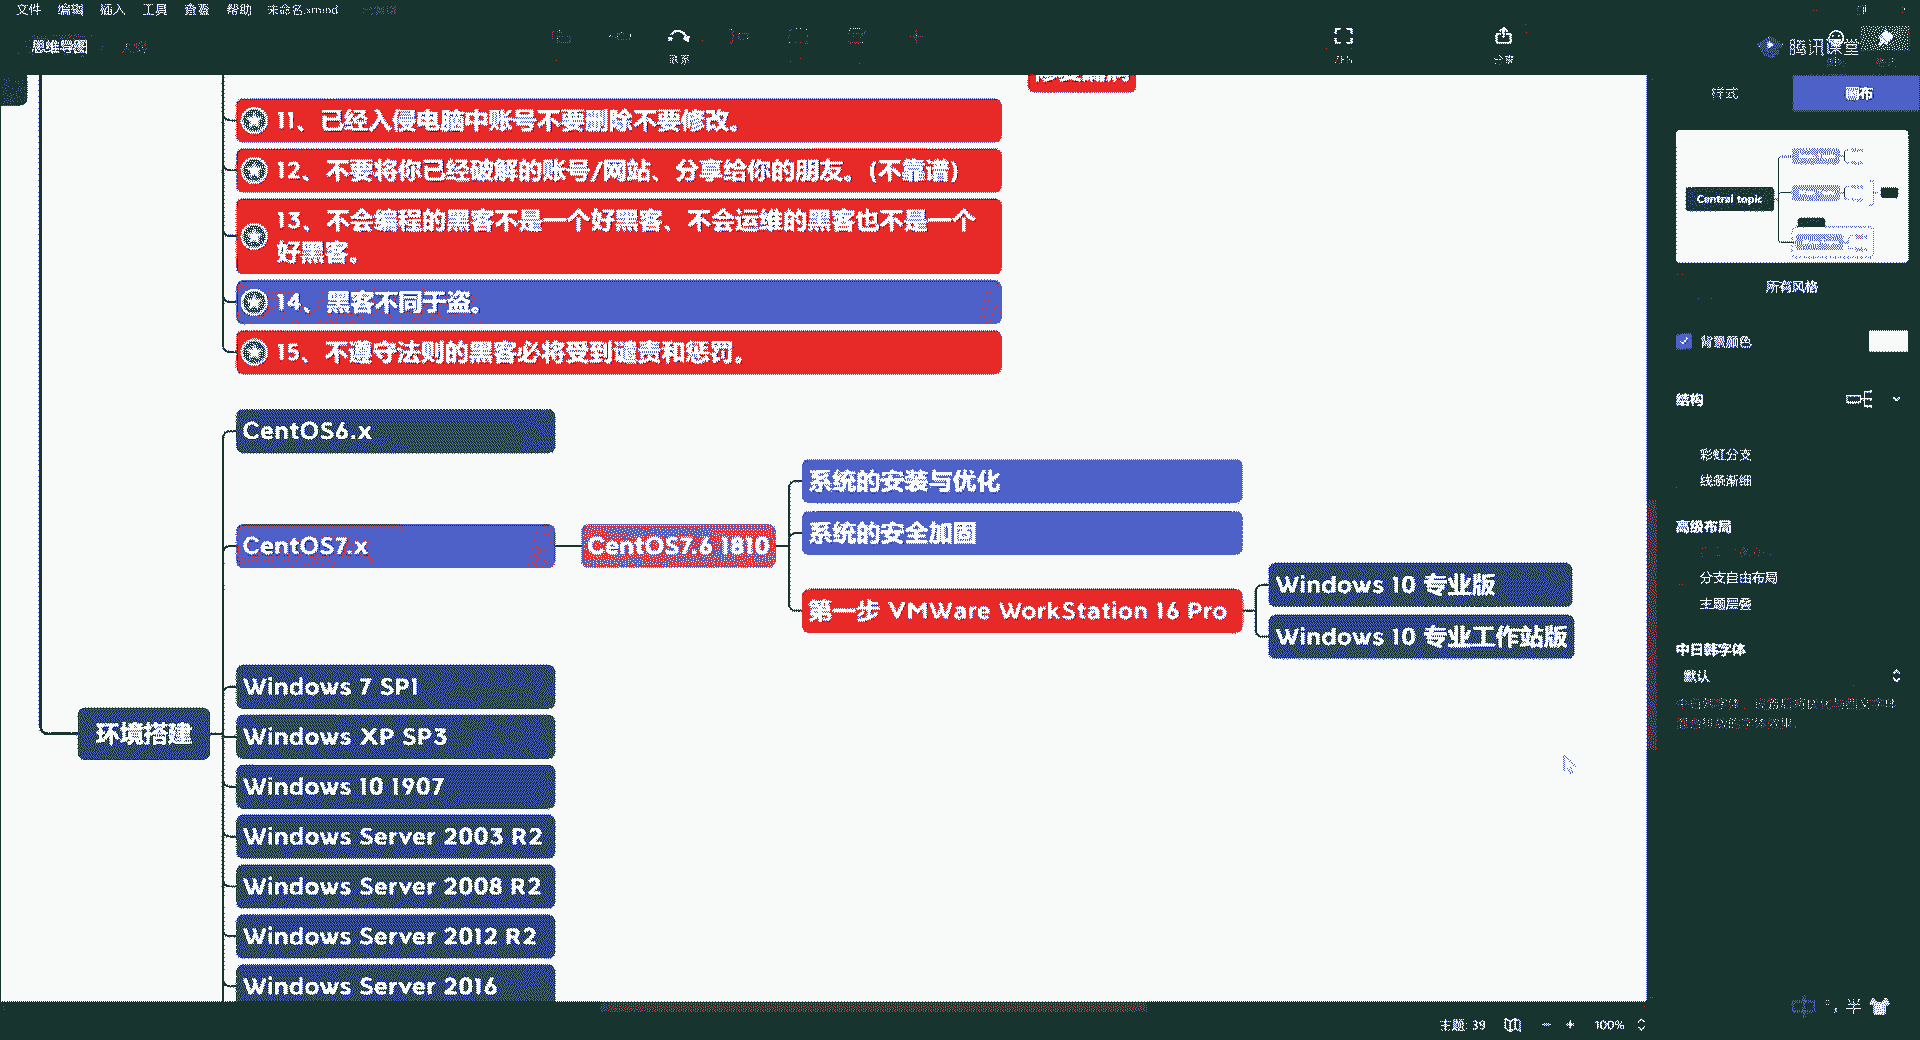 文件 编辑 插入 工具 查看 帮助 未命名.xmind
思维导图
联系
分享
腾讯课堂
样式
画布
11、已经入侵电脑中账号不要删除不要修改。
12、不要将你已经破解的账号/网站、分享给你的朋友。(不靠谱)
13、不会编程的黑客不是一个好黑客、不会运维的黑客也不是一个
好黑客。
14、黑客不同于盗。
15、不遵守法则的黑客必将受到谴责和惩罚。
CentOS6.x
CentOS7.x
CentOS7.6 1810
系统的安装与优化
系统的安全加固
第一步 VMWare WorkStation 16 Pro
Windows 10 专业版
Windows 10 专业工作站版
环境搭建
Windows 7 SP1
Windows XP SP3
Windows 10 1907
Windows Server 2003 R2
Windows Server 2008 R2
Windows Server 2012 R2
Windows Server 2016
Central topic
所有风格
背景颜色
结构
彩虹分支
线条渐细
高级布局
分支自由布局
主题层叠
中日韩字体
默认
半
主题: 39
100%